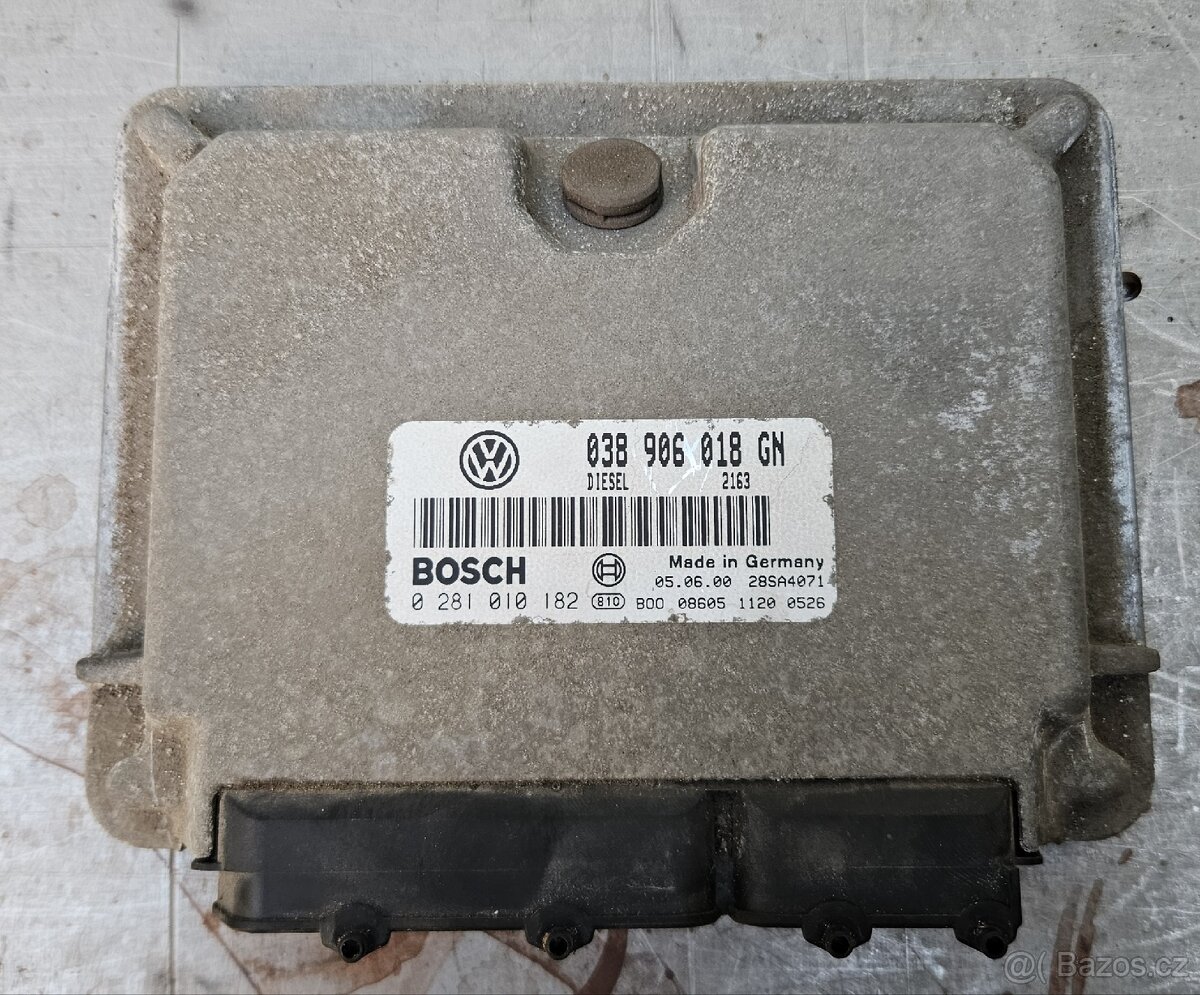 038 906 018 GN
DIESEL 2163
BOSCH Made in Germany
05.06.00 28SA4071
0 281 010 182 810 B00 08605 1120 0526
@( Bazos.cz